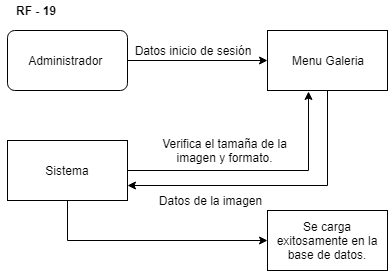 RF - 19
Datos inicio de sesión
Administrador
Menu Galeria
Verifica el tamaña de la
imagen y formato.
Sistema
Datos de la imagen
Se carga
exitosamente en la
base de datos.